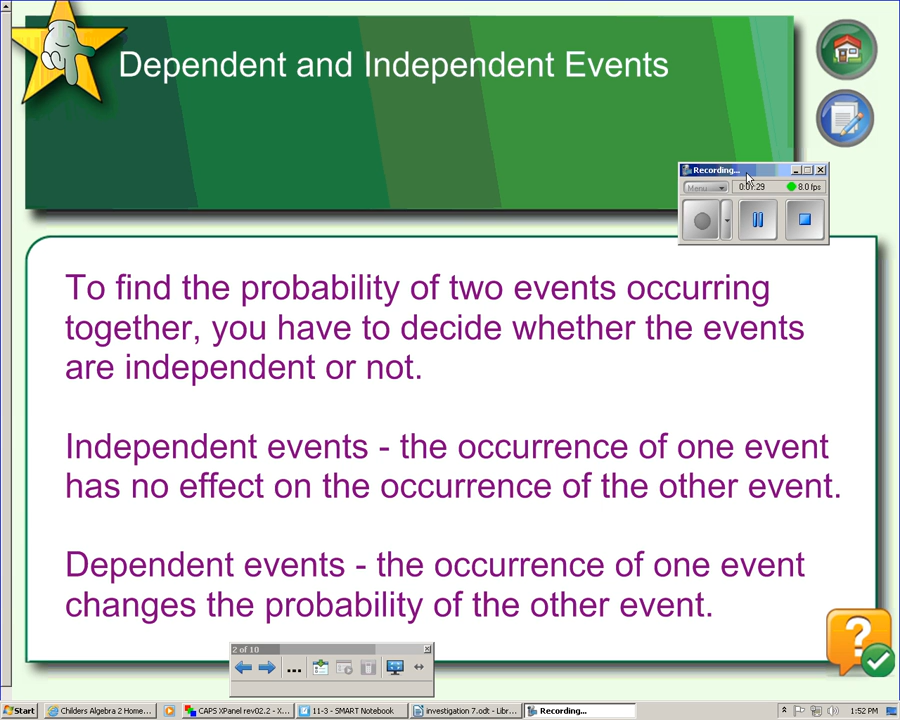 Dependent and Independent Events
Recording...
Menu
8.0 fps
To find the probability of two events occurring
together, you have to decide whether the events
are independent or not.
Independent events - the occurrence of one event
has no effect on the occurrence of the other event.
Dependent events - the occurrence of one event
changes the probability of the other event.
2 of 10
...
Start
Childers Algebra 2 Home...
CAPS XPanel rev02.2 - X...
11-3 - SMART Notebook
investigation 7.odt - Libr...
Recording...
1:52 PM